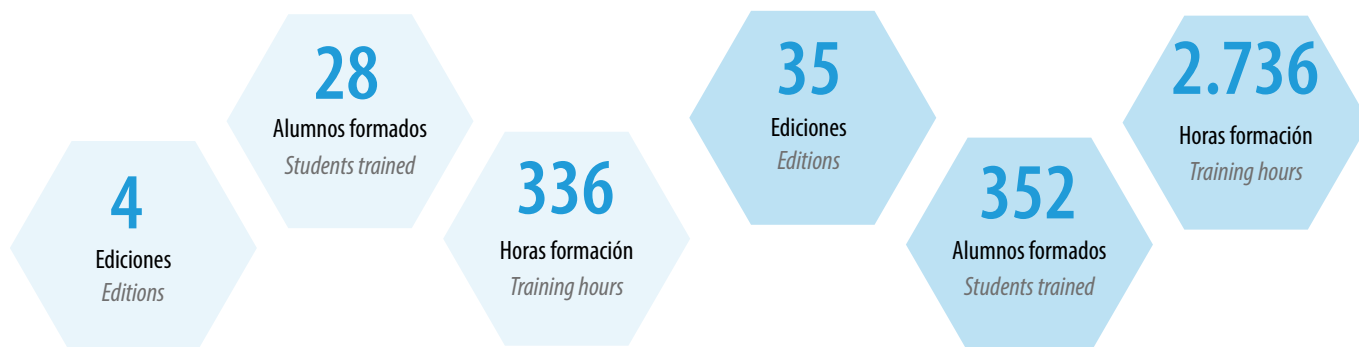 4
Ediciones
Editions
28
Alumnos formados
Students trained
336
Horas formación
Training hours
35
Ediciones
Editions
352
Alumnos formados
Students trained
2.736
Horas formación
Training hours